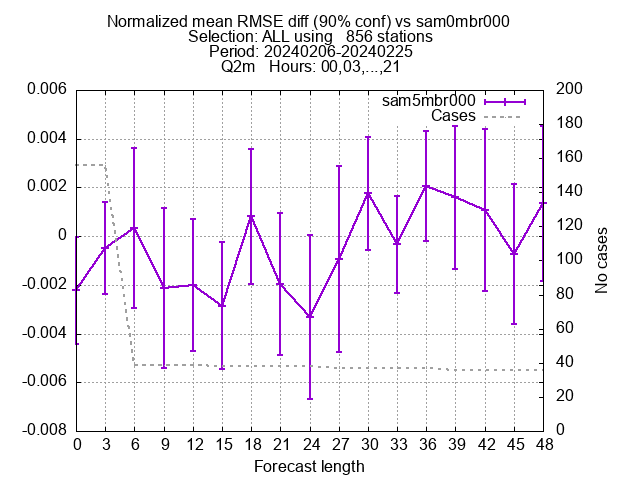 Normalized mean RMSE diff (90% conf) vs sam0mbr000
Selection: ALL using   856 stations
Period: 20240206-20240225
Q2m   Hours: 00,03,...,21
0.006
0.004
0.002
0
-0.002
-0.004
-0.006
-0.008
200
180
160
140
120
100
80
60
40
20
0
No cases
sam5mbr000
Cases
0 3 6 9 12 15 18 21 24 27 30 33 36 39 42 45 48
Forecast length